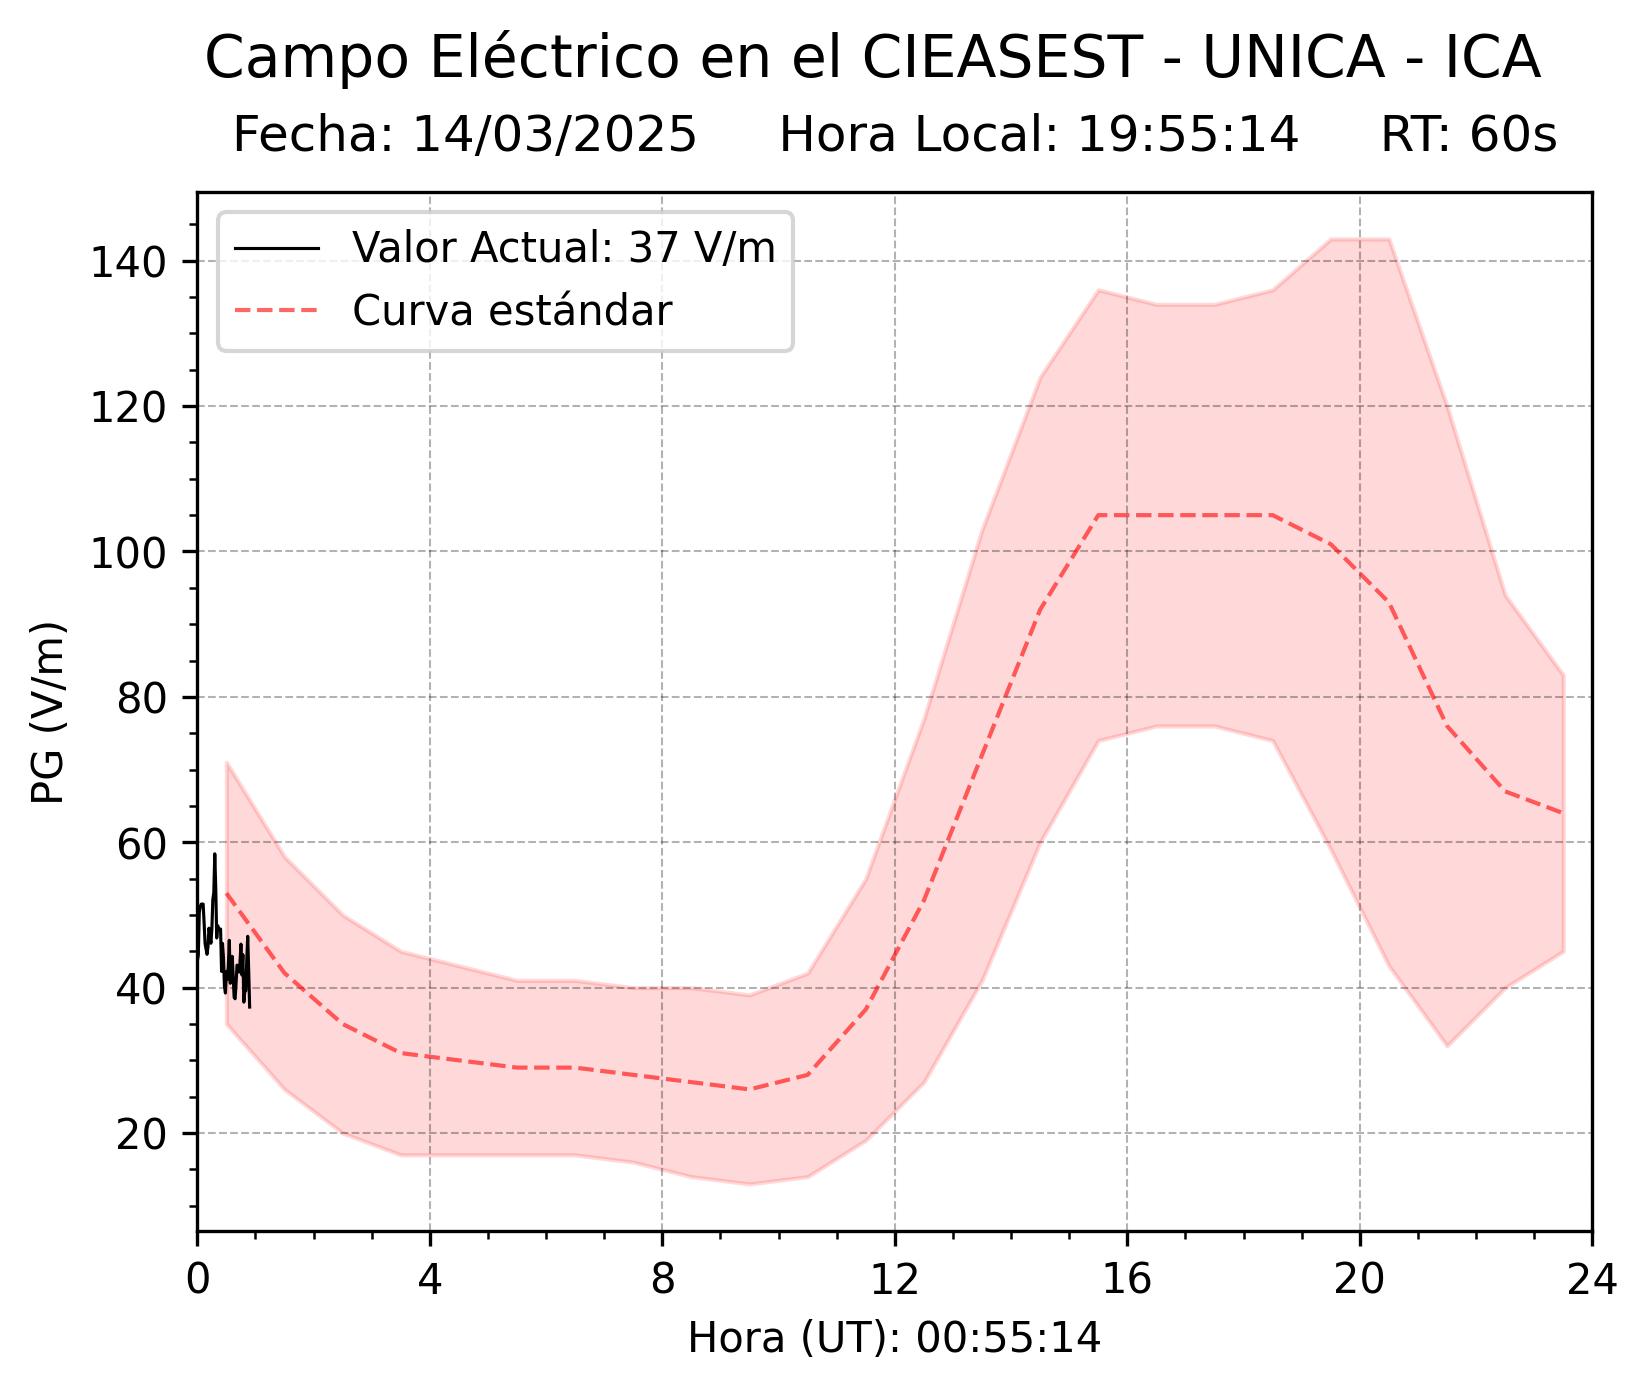 Campo Eléctrico en el CIEASEST - UNICA - ICA
Fecha: 14/03/2025 Hora Local: 19:55:14 RT: 60s
Valor Actual: 37 V/m
Curva estándar
140
120
100
80
60
40
20
PG (V/m)
0 4 8 12 16 20 24
Hora (UT): 00:55:14